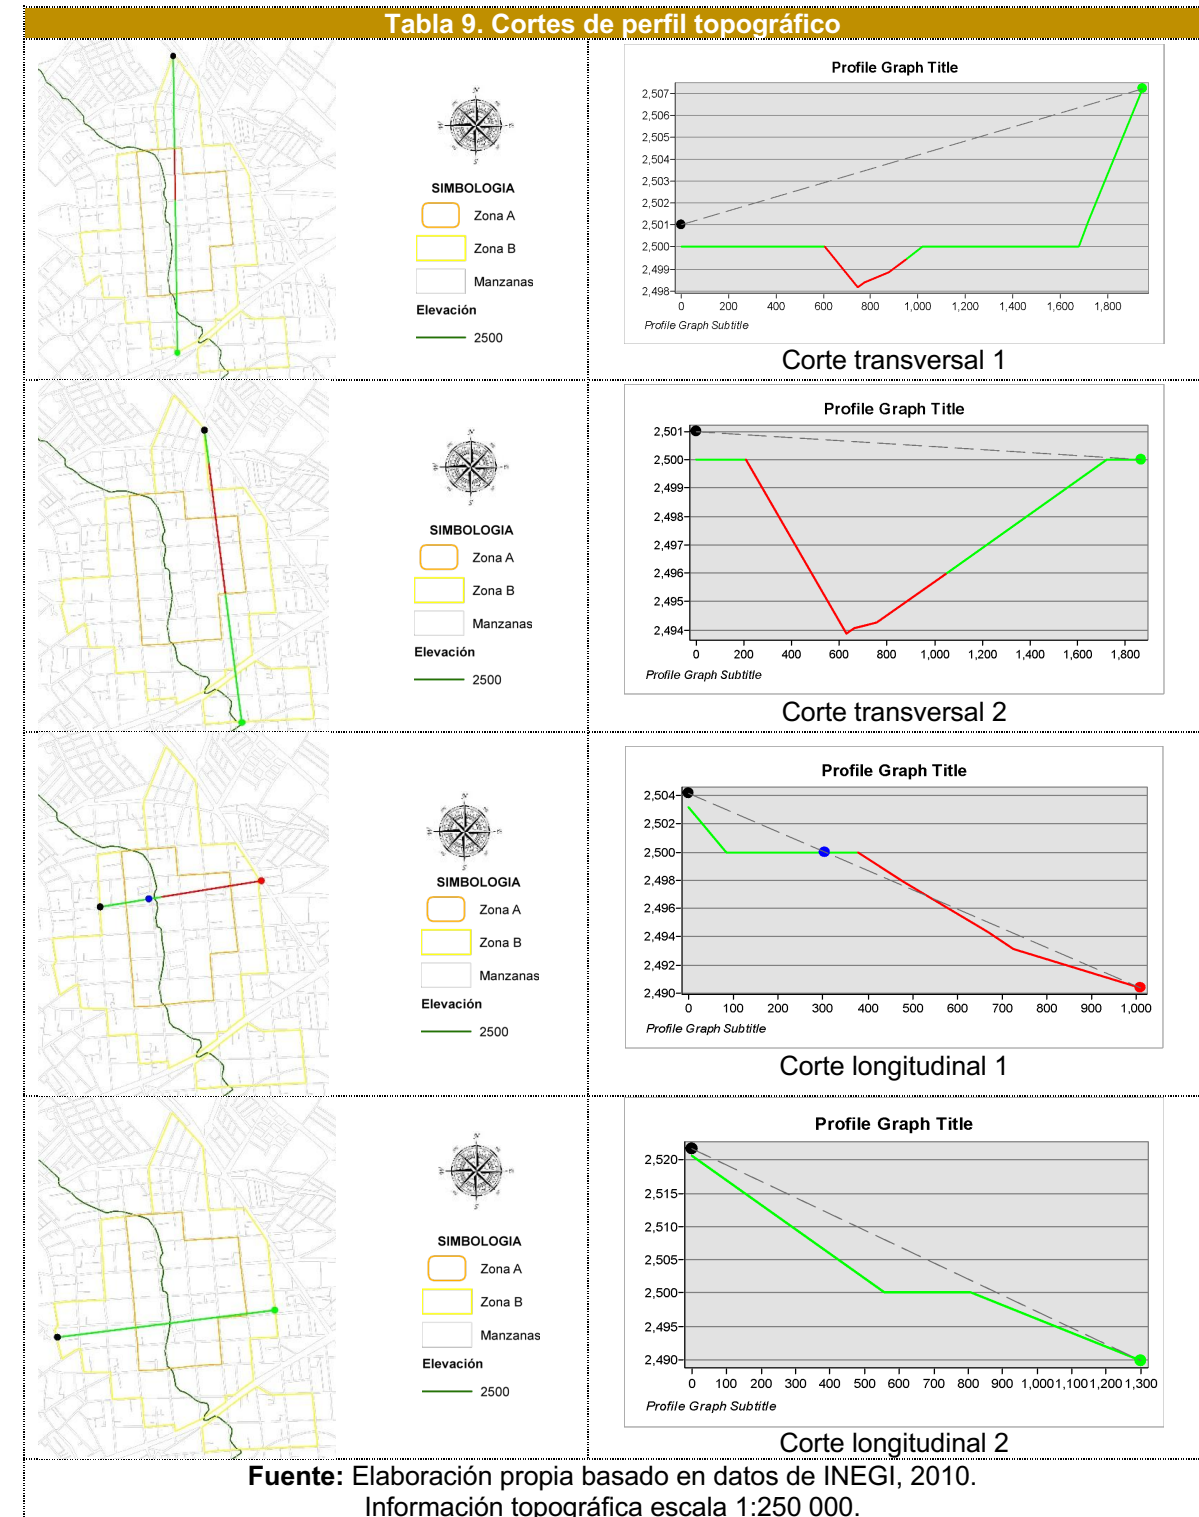 Tabla 9. Cortes de perfil topográfico
N
S
SIMBOLOGIA
Zona A
Zona B
Manzanas
Elevación
2500
Profile Graph Title
2,507
2,506
2,505
2,504
2,503
2,502
2,501
2,500
2,499
2,498
0 200 400 600 800 1,000 1,200 1,400 1,600 1,800
Profile Graph Subtitle
Corte transversal 1
N
S
SIMBOLOGIA
Zona A
Zona B
Manzanas
Elevación
2500
Profile Graph Title
2,501
2,500
2,499
2,498
2,497
2,496
2,495
2,494
0 200 400 600 800 1,000 1,200 1,400 1,600 1,800
Profile Graph Subtitle
Corte transversal 2
N
S
SIMBOLOGIA
Zona A
Zona B
Manzanas
Elevación
2500
Profile Graph Title
2,504
2,502
2,500
2,498
2,496
2,494
2,492
2,490
0 100 200 300 400 500 600 700 800 900 1,000
Profile Graph Subtitle
Corte longitudinal 1
N
S
SIMBOLOGIA
Zona A
Zona B
Manzanas
Elevación
2500
Profile Graph Title
2,520
2,515
2,510
2,505
2,500
2,495
2,490
0 100 200 300 400 500 600 700 800 900 1,000 1,100 1,200 1,300
Profile Graph Subtitle
Corte longitudinal 2
Fuente: Elaboración propia basado en datos de INEGI, 2010.
Información topográfica escala 1:250 000.